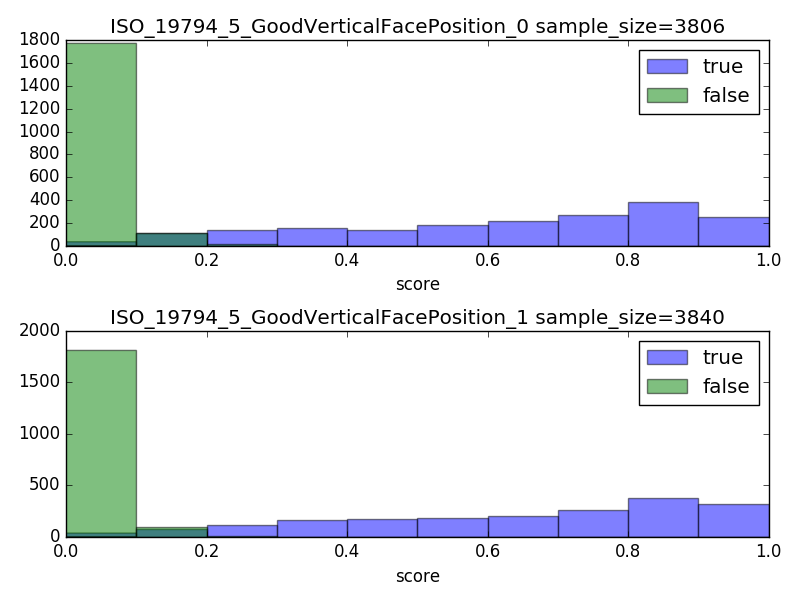 ISO_19794_5_GoodVerticalFacePosition_0 sample_size=3806
1800
1600
1400
1200
1000
800
600
400
200
0
true
false
0.0 0.2 0.4 0.6 0.8 1.0
score
ISO_19794_5_GoodVerticalFacePosition_1 sample_size=3840
2000
1500
1000
500
0
true
false
0.0 0.2 0.4 0.6 0.8 1.0
score